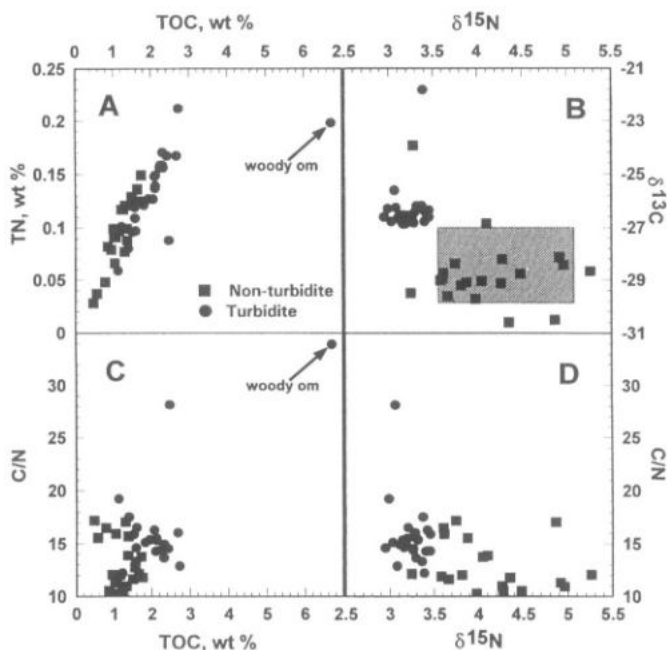 TOC, wt %
δ15N
0 1 2 3 4 5 6 7 2.5 3 3.5 4 4.5 5 5.5
0.25
0.2
0.15
0.1
0.05
0
TN, wt %
A
woody om
Non-turbidite
Turbidite
B
-21
-23
-25
-27
-29
-31
δ13C
C
woody om
30
25
20
15
10
C/N
D
30
25
20
15
10
C/N
0 1 2 3 4 5 6 7 2.5 3 3.5 4 4.5 5 5.5
TOC, wt %
δ15N